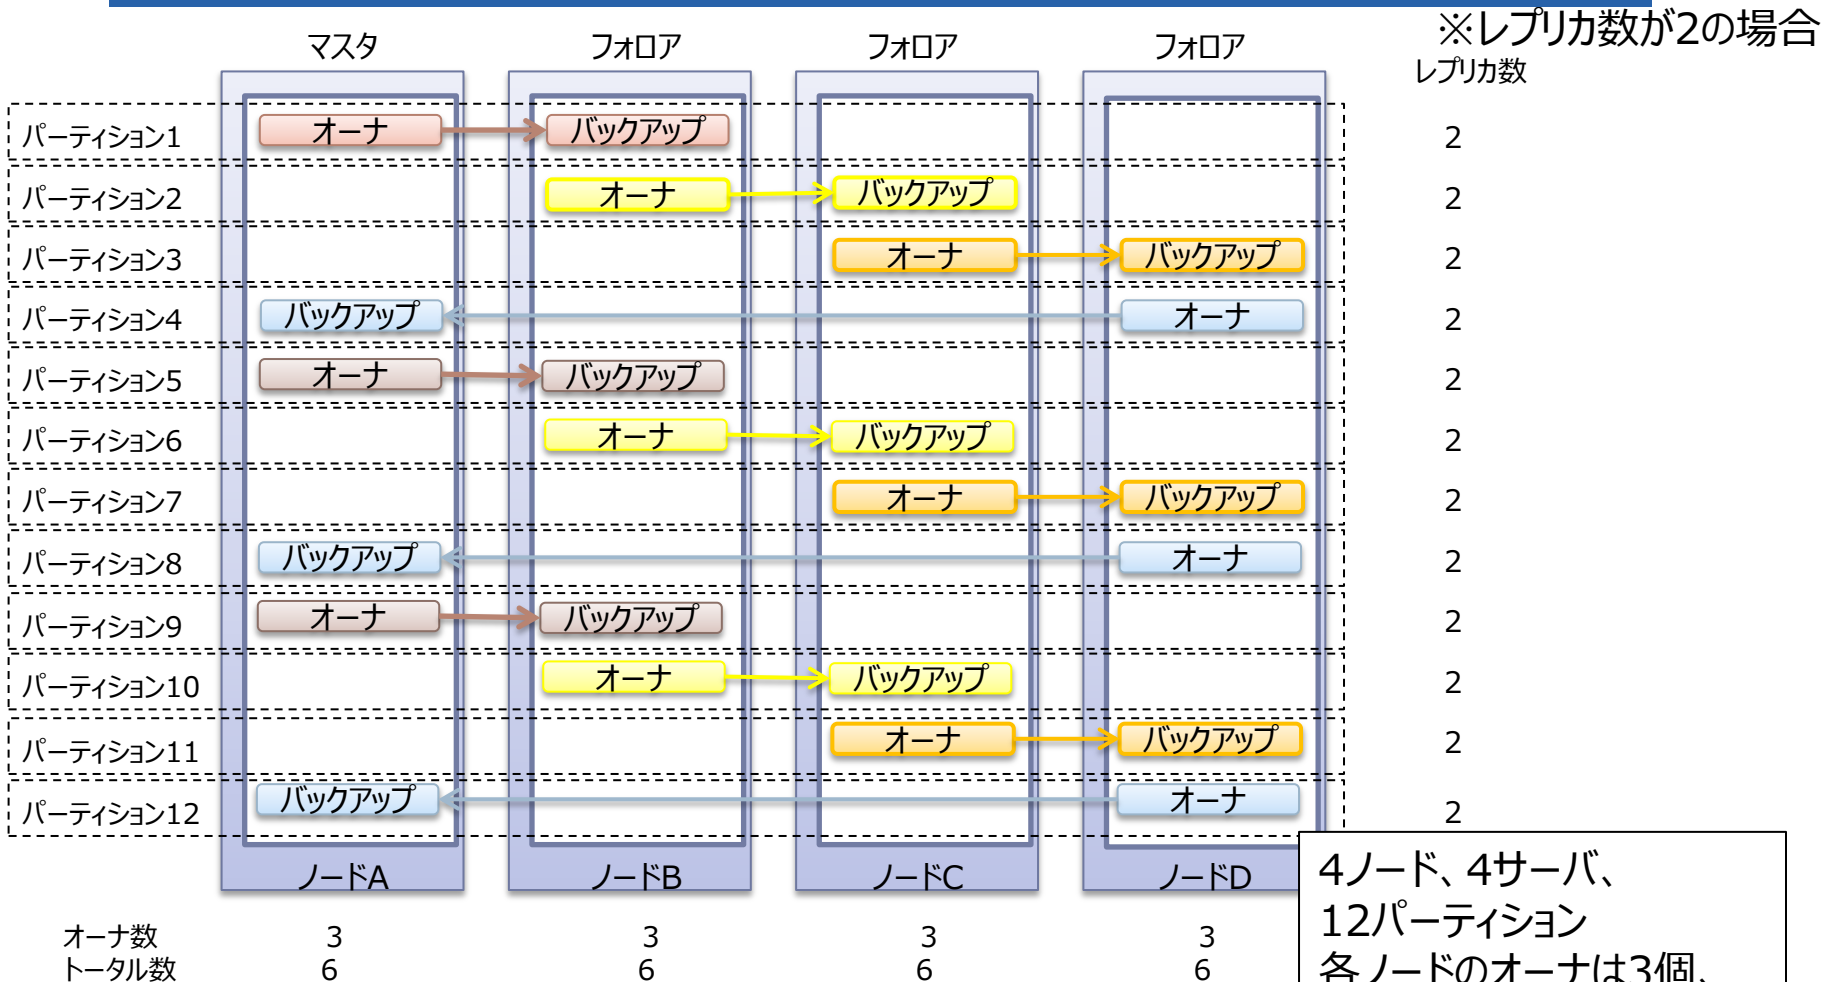 ※レプリカ数が2の場合
マスタ フォロア フォロア フォロア レプリカ数
パーティション1 オーナ バックアップ 2
パーティション2 オーナ バックアップ 2
パーティション3 オーナ バックアップ 2
パーティション4 バックアップ オーナ 2
パーティション5 オーナ バックアップ 2
パーティション6 オーナ バックアップ 2
パーティション7 オーナ バックアップ 2
パーティション8 バックアップ オーナ 2
パーティション9 オーナ バックアップ 2
パーティション10 オーナ バックアップ 2
パーティション11 オーナ バックアップ 2
パーティション12 バックアップ オーナ 2
ノードA ノードB ノードC ノードD
オーナ数 3 3 3 3
トータル数 6 6 6 6
4ノード、4サーバ、
12パーティション
各ノードのオーナは3個、